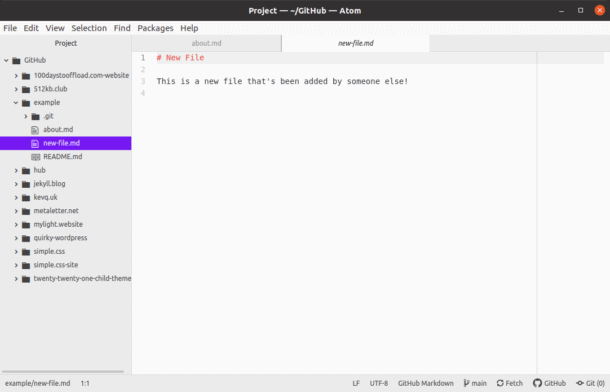 Project — ~/GitHub — Atom
File Edit View Selection Find Packages Help
Project
about.md
new-file.md
GitHub
100daystooffload.com-website
512kb.club
example
.git
about.md
new-file.md
README.md
hub
jekyll.blog
kevq.uk
metaletter.net
mylight.website
quirky-wordpress
simple.css
simple.css-site
twenty-twenty-one-child-theme
1 # New File
2
3 This is a new file that's been added by someone else!
4
example/new-file.md 1:1 LF UTF-8 GitHub Markdown main Fetch GitHub Git (0)